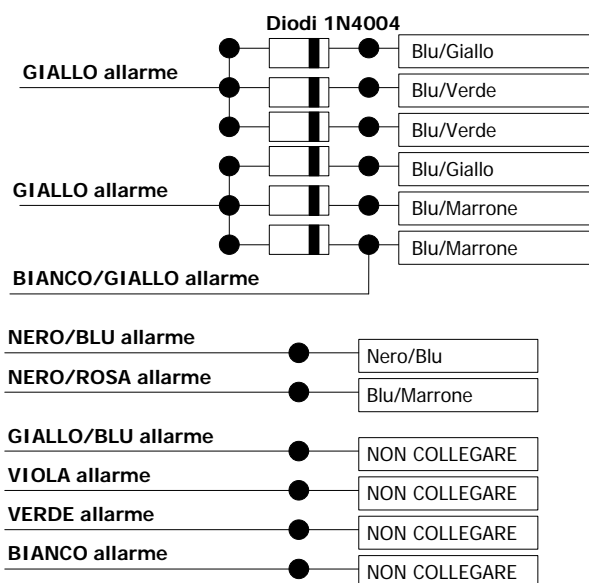 Diodi 1N4004
Blu/Giallo
GIALLO allarme
Blu/Verde
Blu/Verde
Blu/Giallo
GIALLO allarme
Blu/Marrone
Blu/Marrone
BIANCO/GIALLO allarme
NERO/BLU allarme
Nero/Blu
NERO/ROSA allarme
Blu/Marrone
GIALLO/BLU allarme
NON COLLEGARE
VIOLA allarme
NON COLLEGARE
VERDE allarme
NON COLLEGARE
BIANCO allarme
NON COLLEGARE